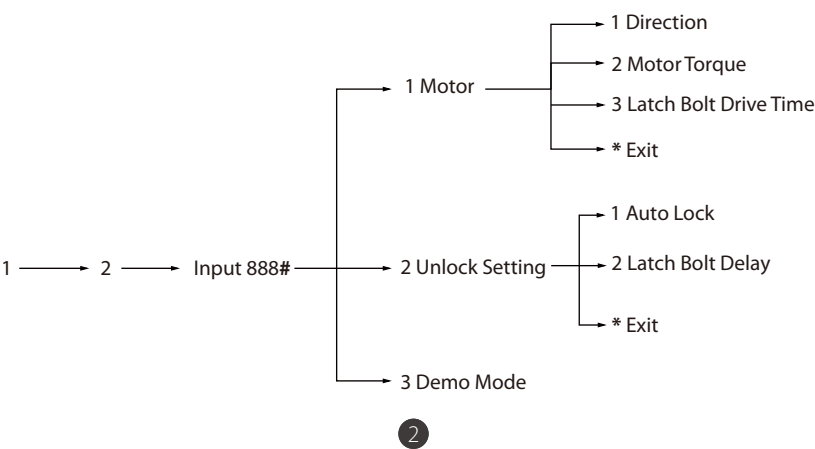 1 Direction
2 Motor Torque
1 Motor
3 Latch Bolt Drive Time
* Exit
1 Auto Lock
1
2
Input 888#
2 Unlock Setting
2 Latch Bolt Delay
* Exit
3 Demo Mode
2